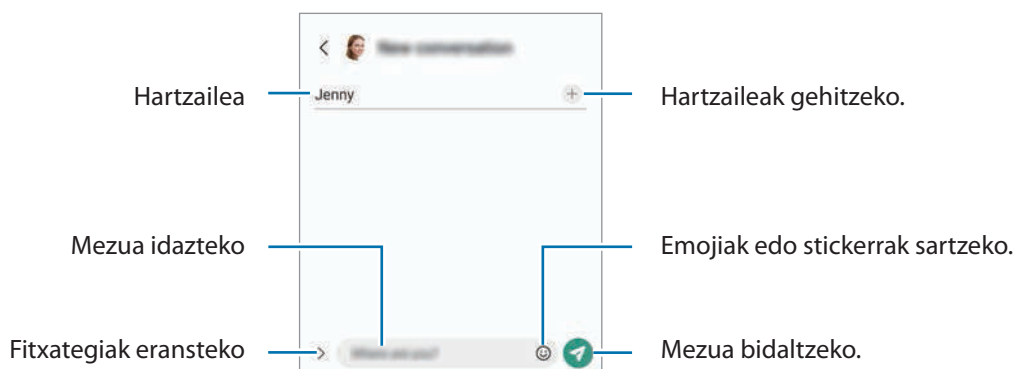 New conversation
Hartzailea
Jenny
Hartzaileak gehitzeko.
Mezua idazteko
Emojiak edo stickerrak sartzeko.
Fitxategiak eransteko
Where are you?
Mezua bidaltzeko.